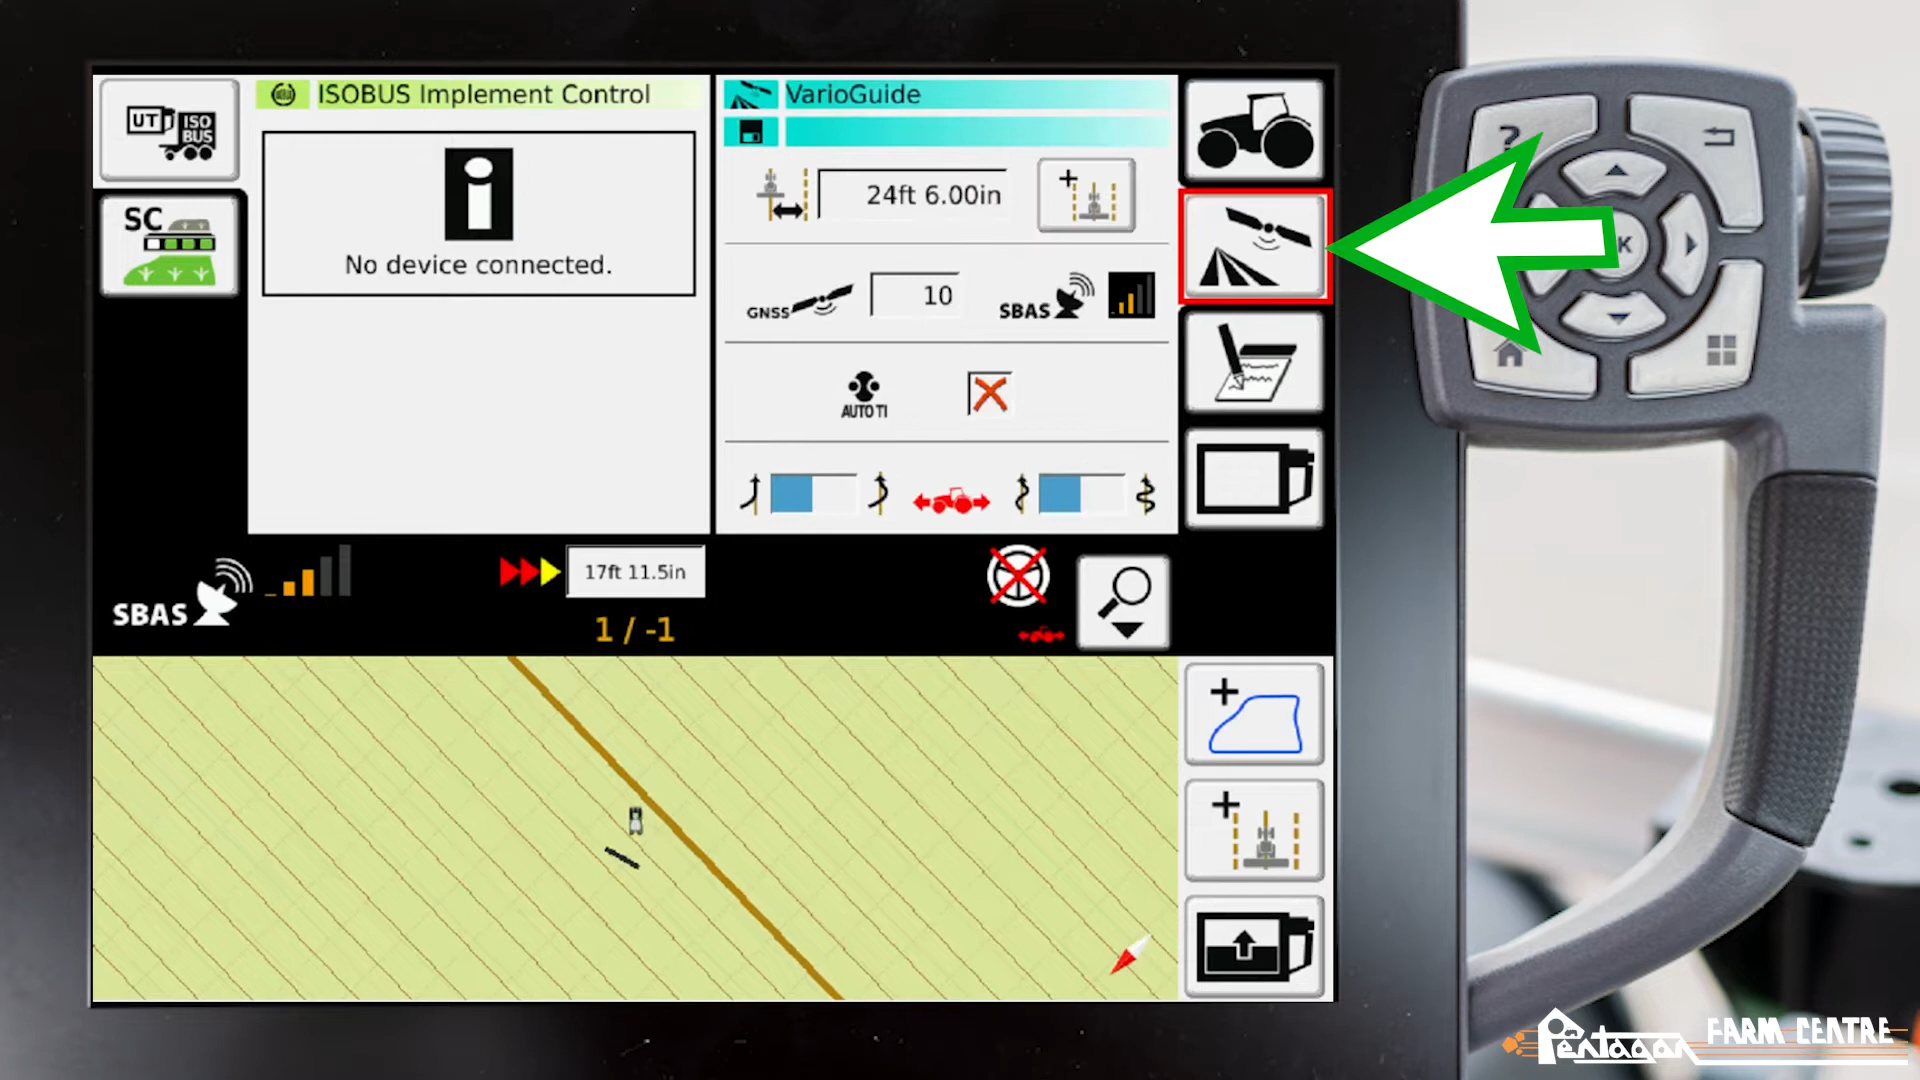 UT
ISO
BUS
ISOBUS Implement Control
SC
No device connected.
VarioGuide
24ft 6.00in
GNSS
10
SBAS
AUTO TI
SBAS
17ft 11.5in
1 / -1
?
K
Pentagon FARM CENTRE